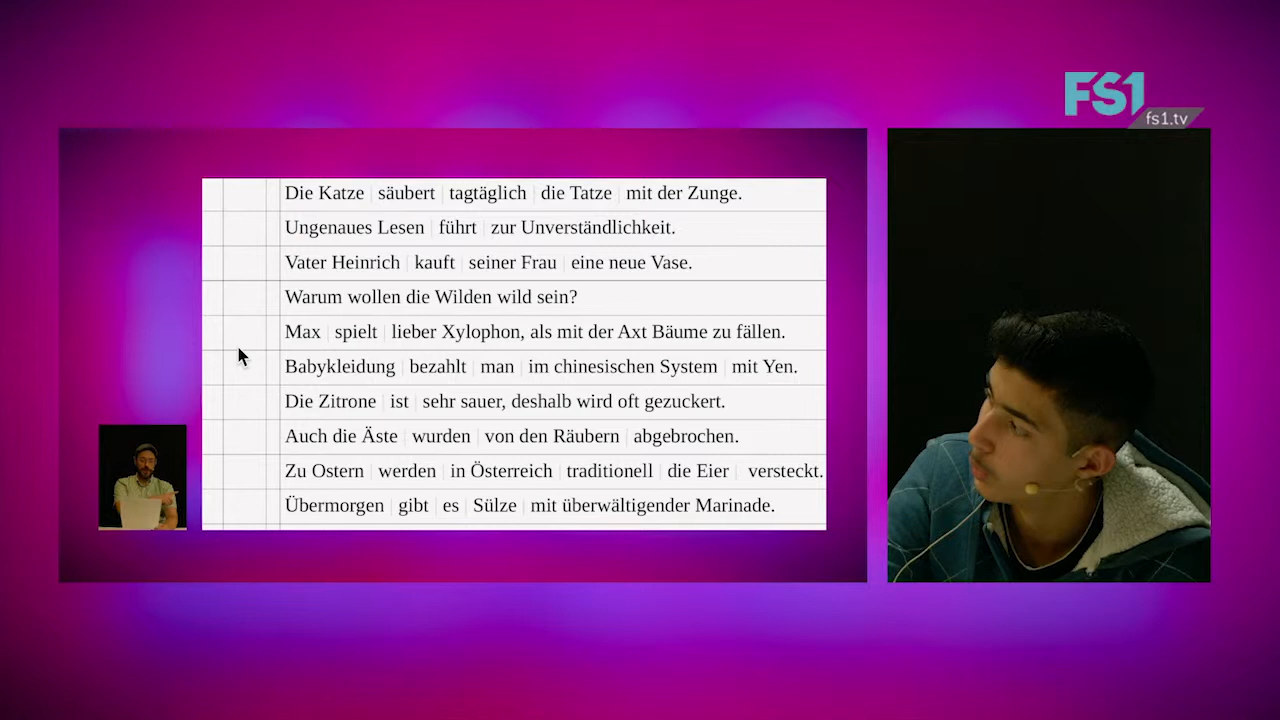 FS1
fs1.tv
Die Katze | säubert | tagtäglich | die Tatze | mit der Zunge.
Ungenaues Lesen | führt | zur Unverständlichkeit.
Vater Heinrich | kauft | seiner Frau | eine neue Vase.
Warum wollen die Wilden wild sein?
Max | spielt | lieber Xylophon, als mit der Axt Bäume zu fällen.
Babykleidung | bezahlt | man | im chinesischen System | mit Yen.
Die Zitrone | ist | sehr sauer, deshalb wird oft gezuckert.
Auch die Äste | wurden | von den Räubern | abgebrochen.
Zu Ostern | werden | in Österreich | traditionell | die Eier | versteckt.
Übermorgen | gibt | es | Sülze | mit überwältigender Marinade.